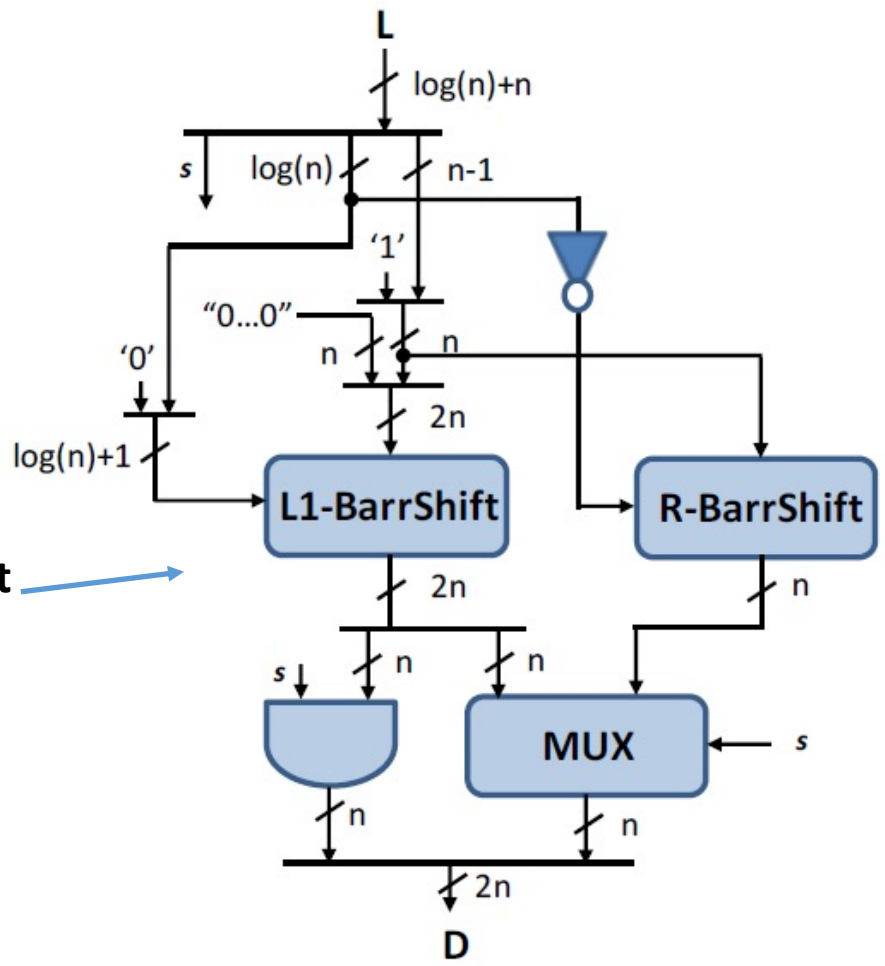 L
log(n)+n
s
log(n)
n-1
‘1’
“0...0”
n
n
‘0’
2n
log(n)+1
L1-BarrShift
R-BarrShift
t
2n
n
n
n
s
MUX
s
n
n
2n
D